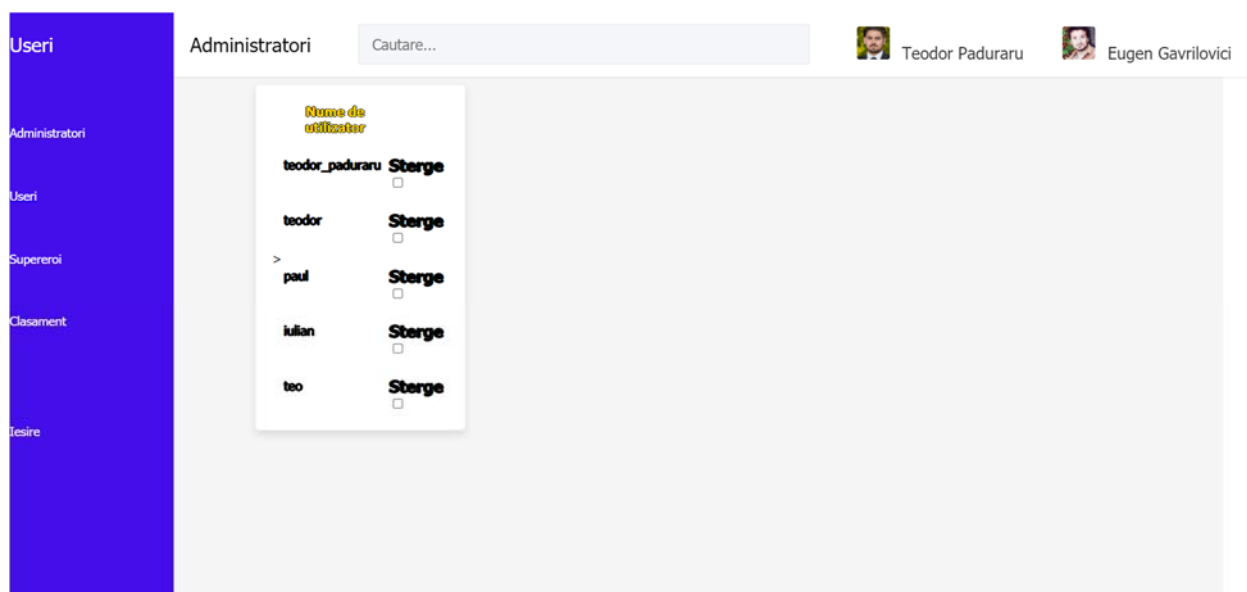 Useri
Administratori
Cautare...
Teodor Paduraru
Eugen Gavrilovici
Administratori
Useri
Supereroi
Clasament
Iesire
Nume de
utilizator
teodor_paduraru Sterge
teodor Sterge
>
paul Sterge
iulian Sterge
teo Sterge